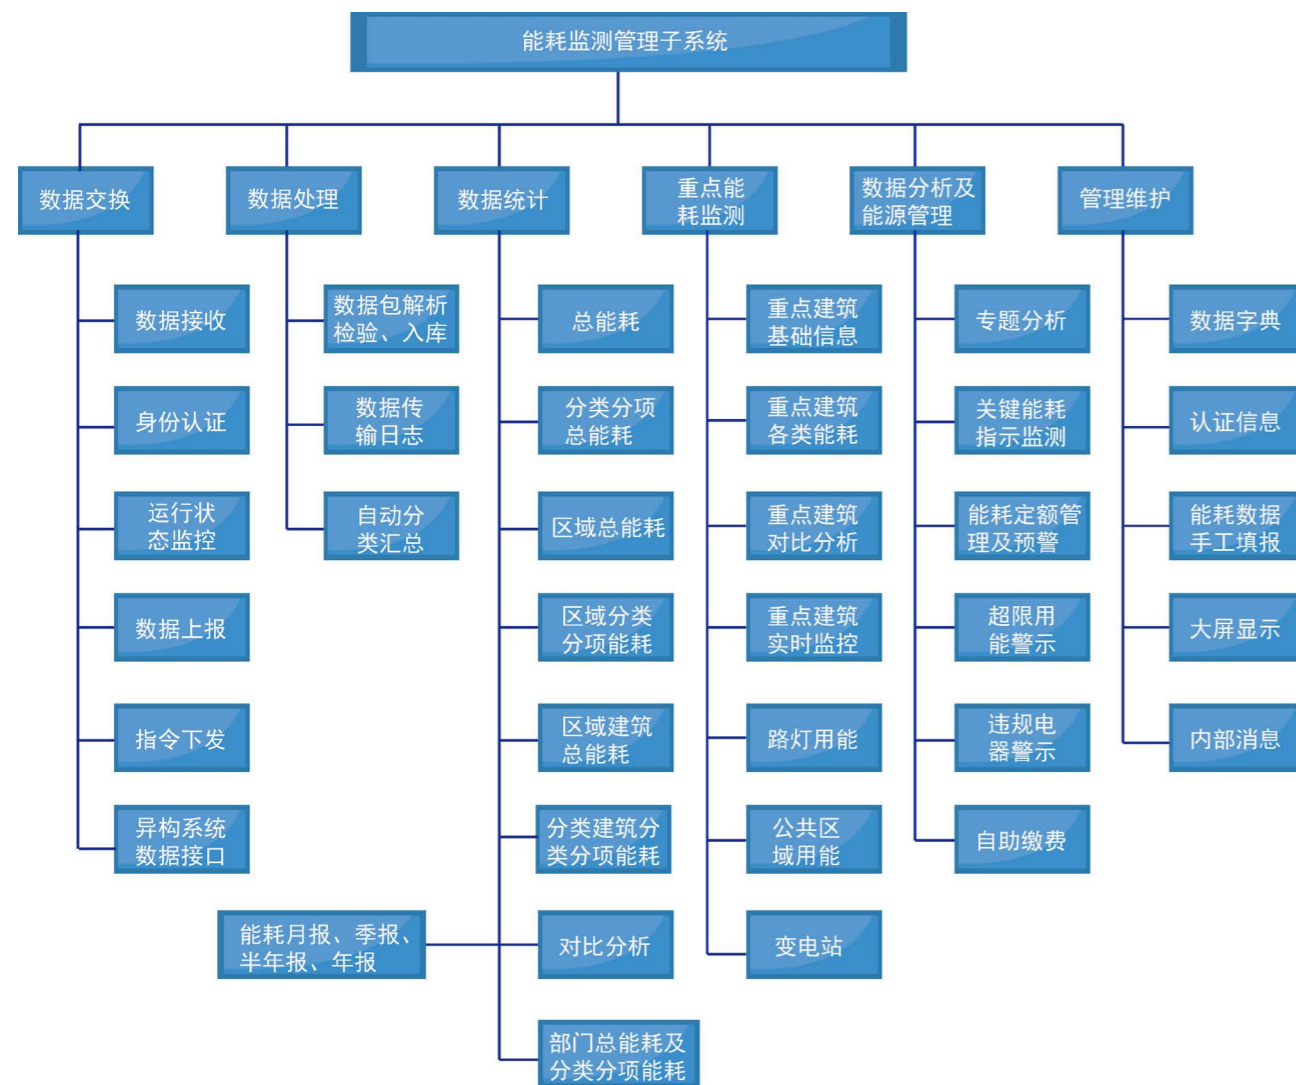 能耗监测管理子系统
数据交换
数据处理
数据统计
重点能
耗监测
数据分析及
能源管理
管理维护
数据接收
身份认证
运行状
态监控
数据上报
指令下发
异构系统
数据接口
数据包解析
检验、入库
数据传
输日志
自动分
类汇总
总能耗
分类分项
总能耗
区域总能耗
区域分类
分项能耗
区域建筑
总能耗
分类建筑分
类分项能耗
能耗月报、季报、
半年报、年报
对比分析
部门总能耗及
分类分项能耗
重点建筑
基础信息
重点建筑
各类能耗
重点建筑
对比分析
重点建筑
实时监控
路灯用能
公共区
域用能
变电站
专题分析
关键能耗
指示监测
能耗定额管
理及预警
超限用
能警示
违规电
器警示
自助缴费
数据字典
认证信息
能耗数据
手工填报
大屏显示
内部消息